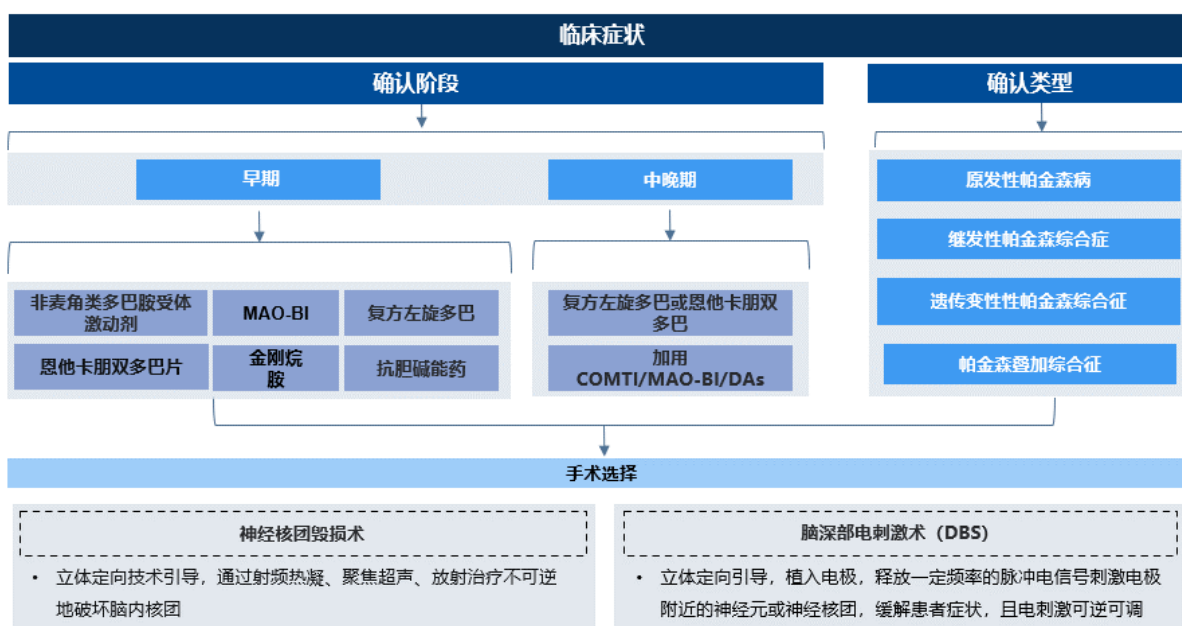 临床症状
确认阶段
确认类型
早期
中晚期
原发性帕金森病
继发性帕金森综合症
遗传变性性帕金森综合征
帕金森叠加综合征
非麦角类多巴胺受体
激动剂
MAO-BI
复方左旋多巴
恩他卡朋双多巴片
金刚烷
胺
抗胆碱能药
复方左旋多巴或恩他卡朋双
多巴
加用
COMTI/MAO-BI/DAs
手术选择
神经核团毁损术
• 立体定向技术引导，通过射频热凝、聚焦超声、放射治疗不可逆
地破坏脑内核团
脑深部电刺激术（DBS）
• 立体定向引导，植入电极，释放一定频率的脉冲电信号刺激电极
附近的神经元或神经核团，缓解患者症状，且电刺激可逆可调